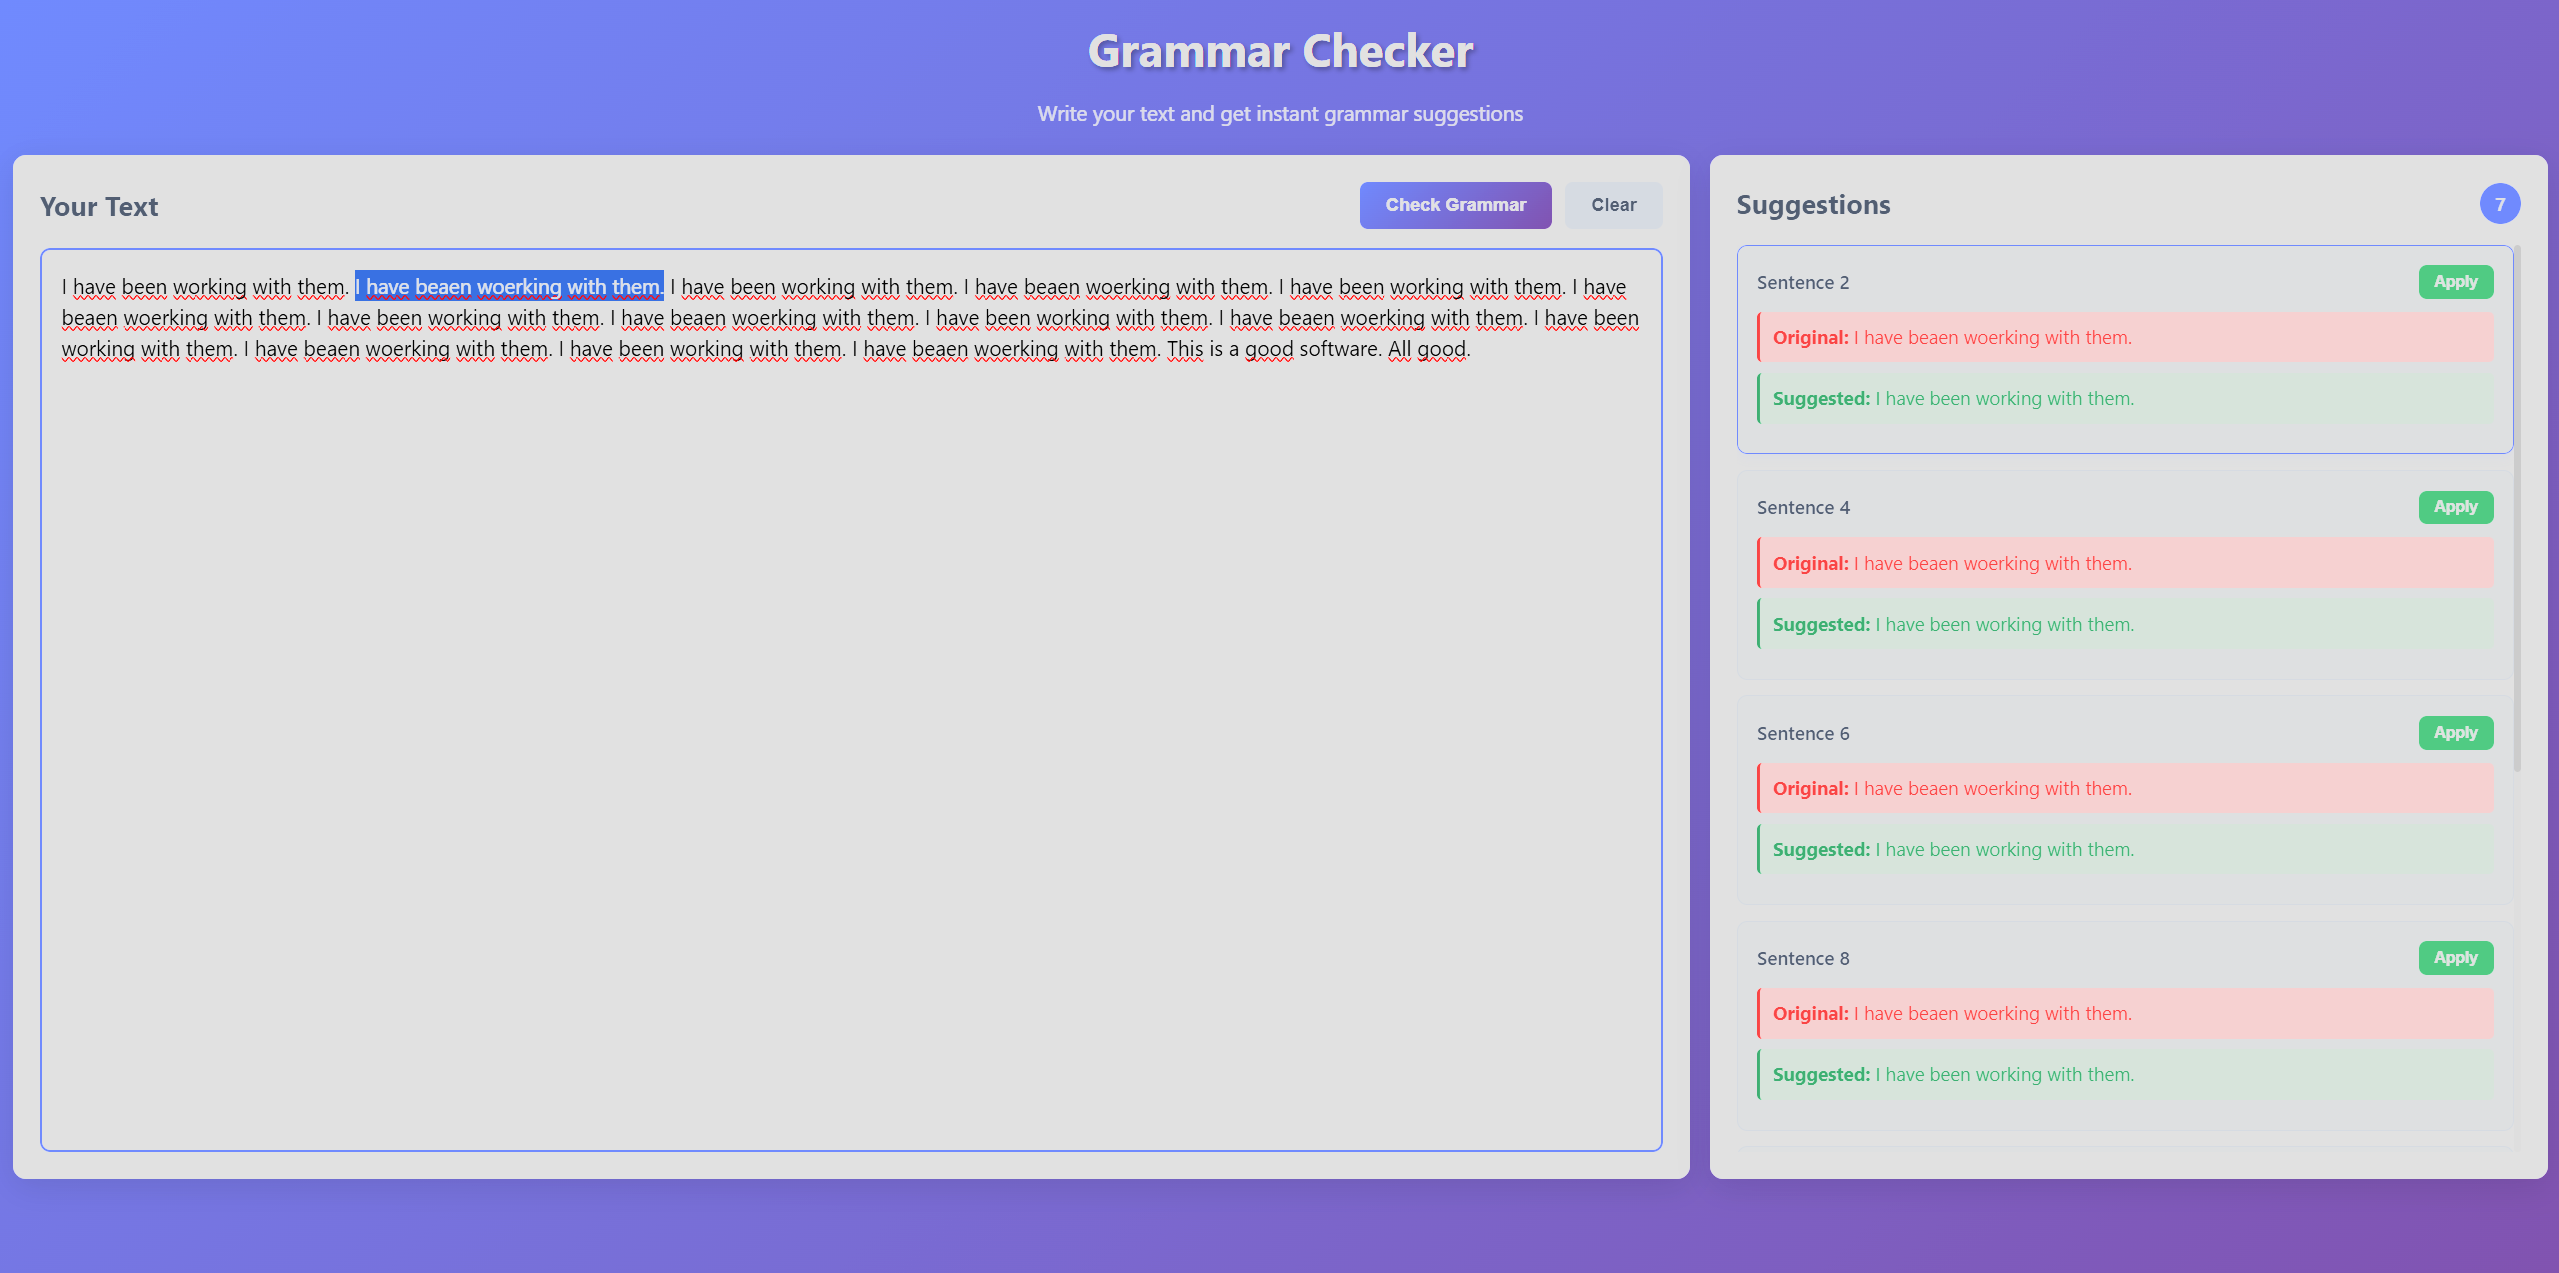 Grammar Checker
Write your text and get instant grammar suggestions
Your Text
Check Grammar
Clear
I have been working with them. I have beaen woerking with them. I have been working with them. I have beaen woerking with them. I have been working with them. I have
beaen woerking with them. I have been working with them. I have beaen woerking with them. I have been working with them. I have beaen woerking with them. I have been
working with them. I have beaen woerking with them. I have been working with them. I have beaen woerking with them. This is a good software. All good.
Suggestions
7
Sentence 2
Apply
Original: I have beaen woerking with them.
Suggested: I have been working with them.
Sentence 4
Apply
Original: I have beaen woerking with them.
Suggested: I have been working with them.
Sentence 6
Apply
Original: I have beaen woerking with them.
Suggested: I have been working with them.
Sentence 8
Apply
Original: I have beaen woerking with them.
Suggested: I have been working with them.